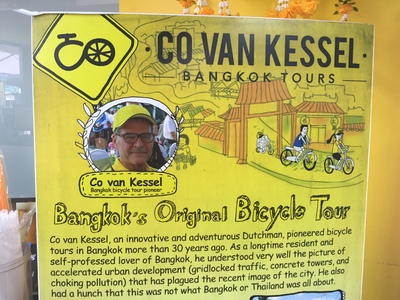 · CO VAN KESSEL ·
BANGKOK TOURS
Co van Kessel
Bangkok bicycle tour pioneer
Bangkok's Original Bicycle Tour
Co van Kessel, an innovative and adventurous Dutchman, pioneered bicycle
tours in Bangkok more than 30 years ago. As a longtime resident and
self-professed lover of Bangkok, he understood very well the picture of
accelerated urban development (gridlocked traffic, concrete towers, and
choking pollution) that has plagued the recent image of the city. He also
had a hunch that this was not what Bangkok or Thailand was all about.